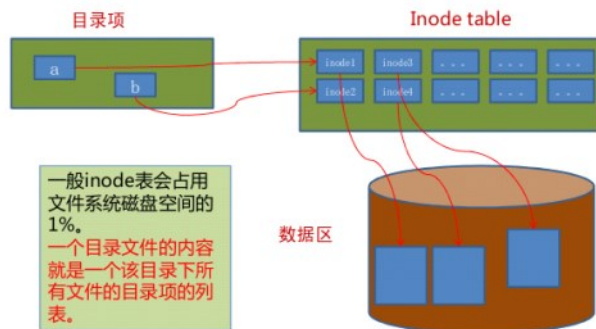 目录项
Inode table
a
b
inode1
inode3
...
...
...
inode2
inode4
...
...
...
一般inode表会占用
文件系统磁盘空间的
1%。
一个目录文件的内容
就是一个该目录下所
有文件的目录项的列
表。
数据区